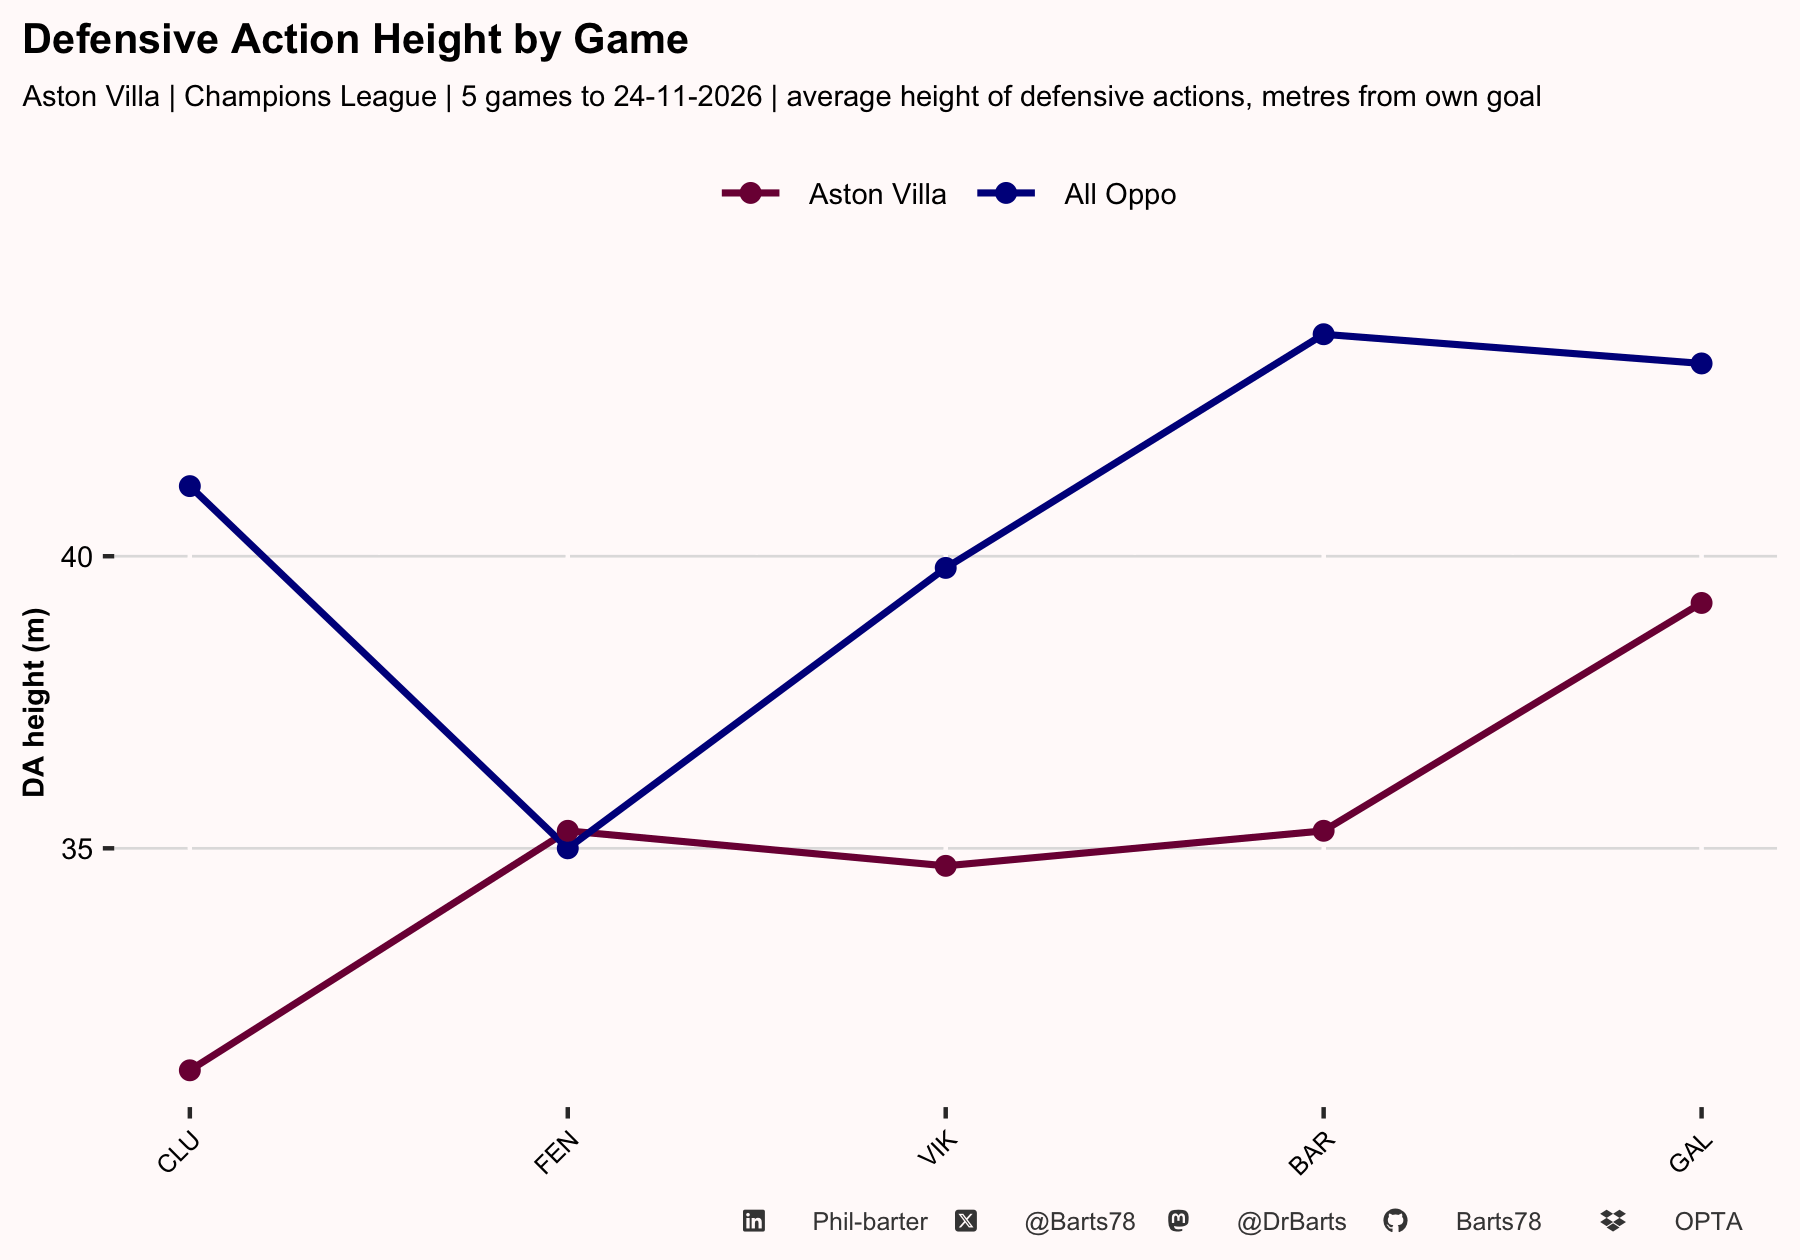 Defensive Action Height by Game
Aston Villa | Champions League | 5 games to 24-11-2026 | average height of defensive actions, metres from own goal
Aston Villa All Oppo
40
35
DA height (m)
CLU FEN VIK BAR GAL
Phil-barter @Barts78 @DrBarts Barts78 OPTA